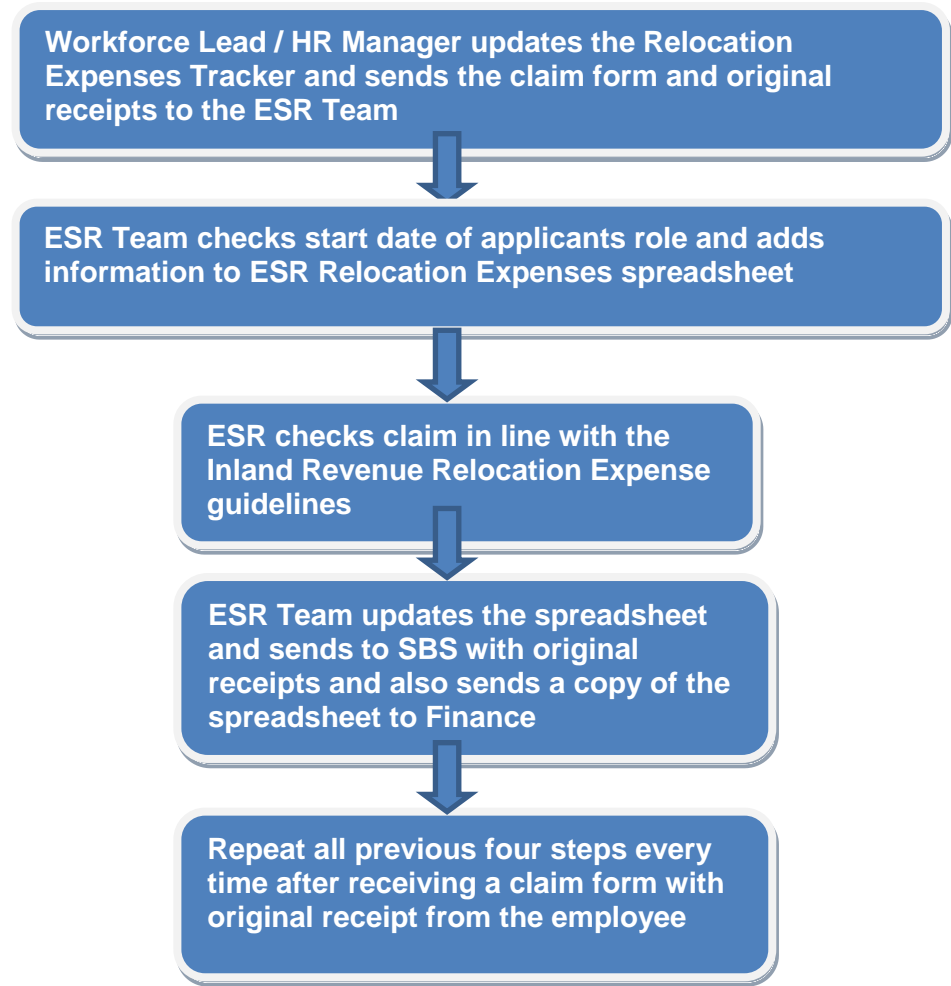 Workforce Lead / HR Manager updates the Relocation
Expenses Tracker and sends the claim form and original
receipts to the ESR Team
ESR Team checks start date of applicants role and adds
information to ESR Relocation Expenses spreadsheet
ESR checks claim in line with the
Inland Revenue Relocation Expense
guidelines
ESR Team updates the spreadsheet
and sends to SBS with original
receipts and also sends a copy of the
spreadsheet to Finance
Repeat all previous four steps every
time after receiving a claim form with
original receipt from the employee